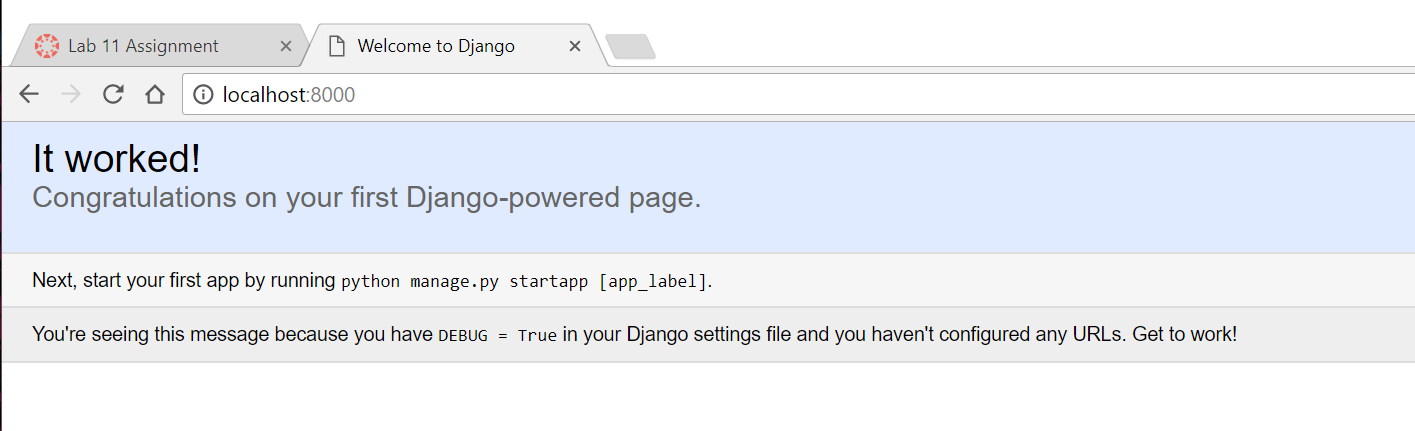 Lab 11 Assignment
Welcome to Django
localhost:8000
It worked!
Congratulations on your first Django-powered page.
Next, start your first app by running python manage.py startapp [app_label].
You're seeing this message because you have DEBUG = True in your Django settings file and you haven't configured any URLs. Get to work!